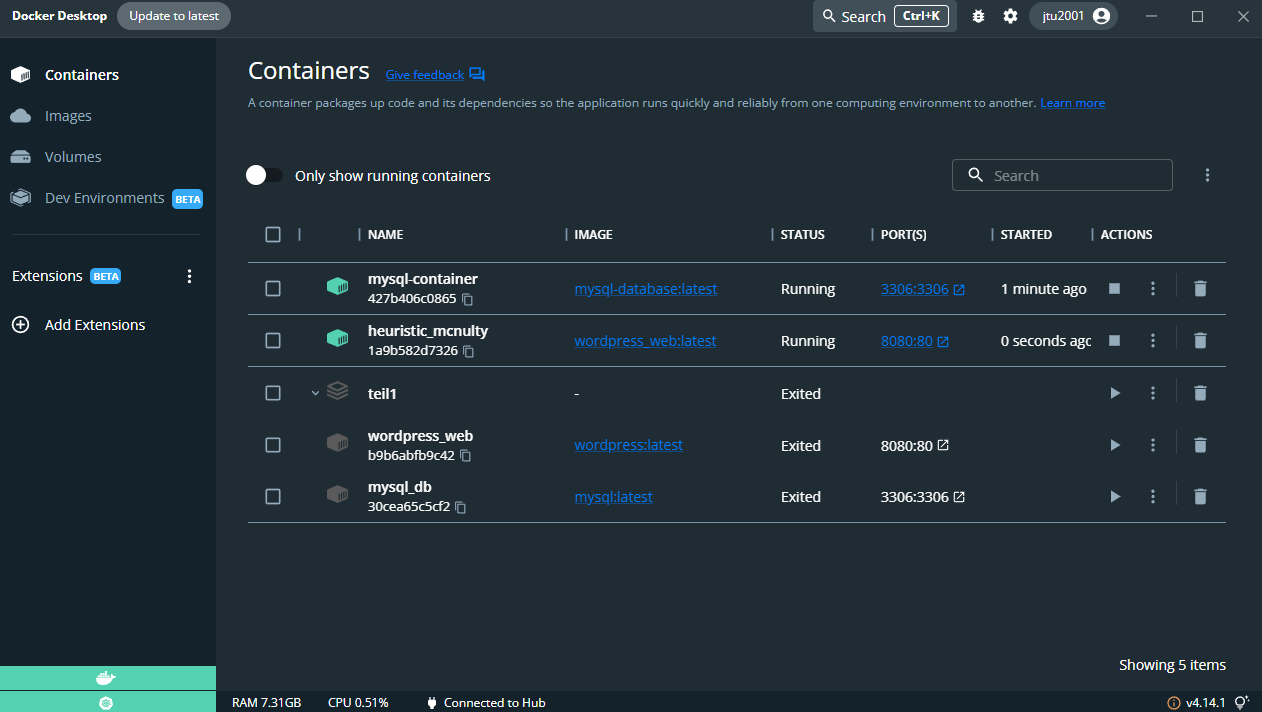 Docker Desktop Update to latest Search Ctrl+K jtu2001
Containers
Images
Volumes
Dev Environments BETA
Extensions BETA
Add Extensions
Containers Give feedback
A container packages up code and its dependencies so the application runs quickly and reliably from one computing environment to another. Learn more
Only show running containers Search
NAME IMAGE STATUS PORT(S) STARTED ACTIONS
mysql-container
427b406c0865 mysql-database:latest Running 3306:3306 1 minute ago
heuristic_mcnulty
1a9b582d7326 wordpress_web:latest Running 8080:80 0 seconds agc
teil1 - Exited
wordpress_web
b9b6abfb9c42 wordpress:latest Exited 8080:80
mysql_db
30cea65c5cf2 mysql:latest Exited 3306:3306
Showing 5 items
RAM 7.31GB CPU 0.51% Connected to Hub v4.14.1